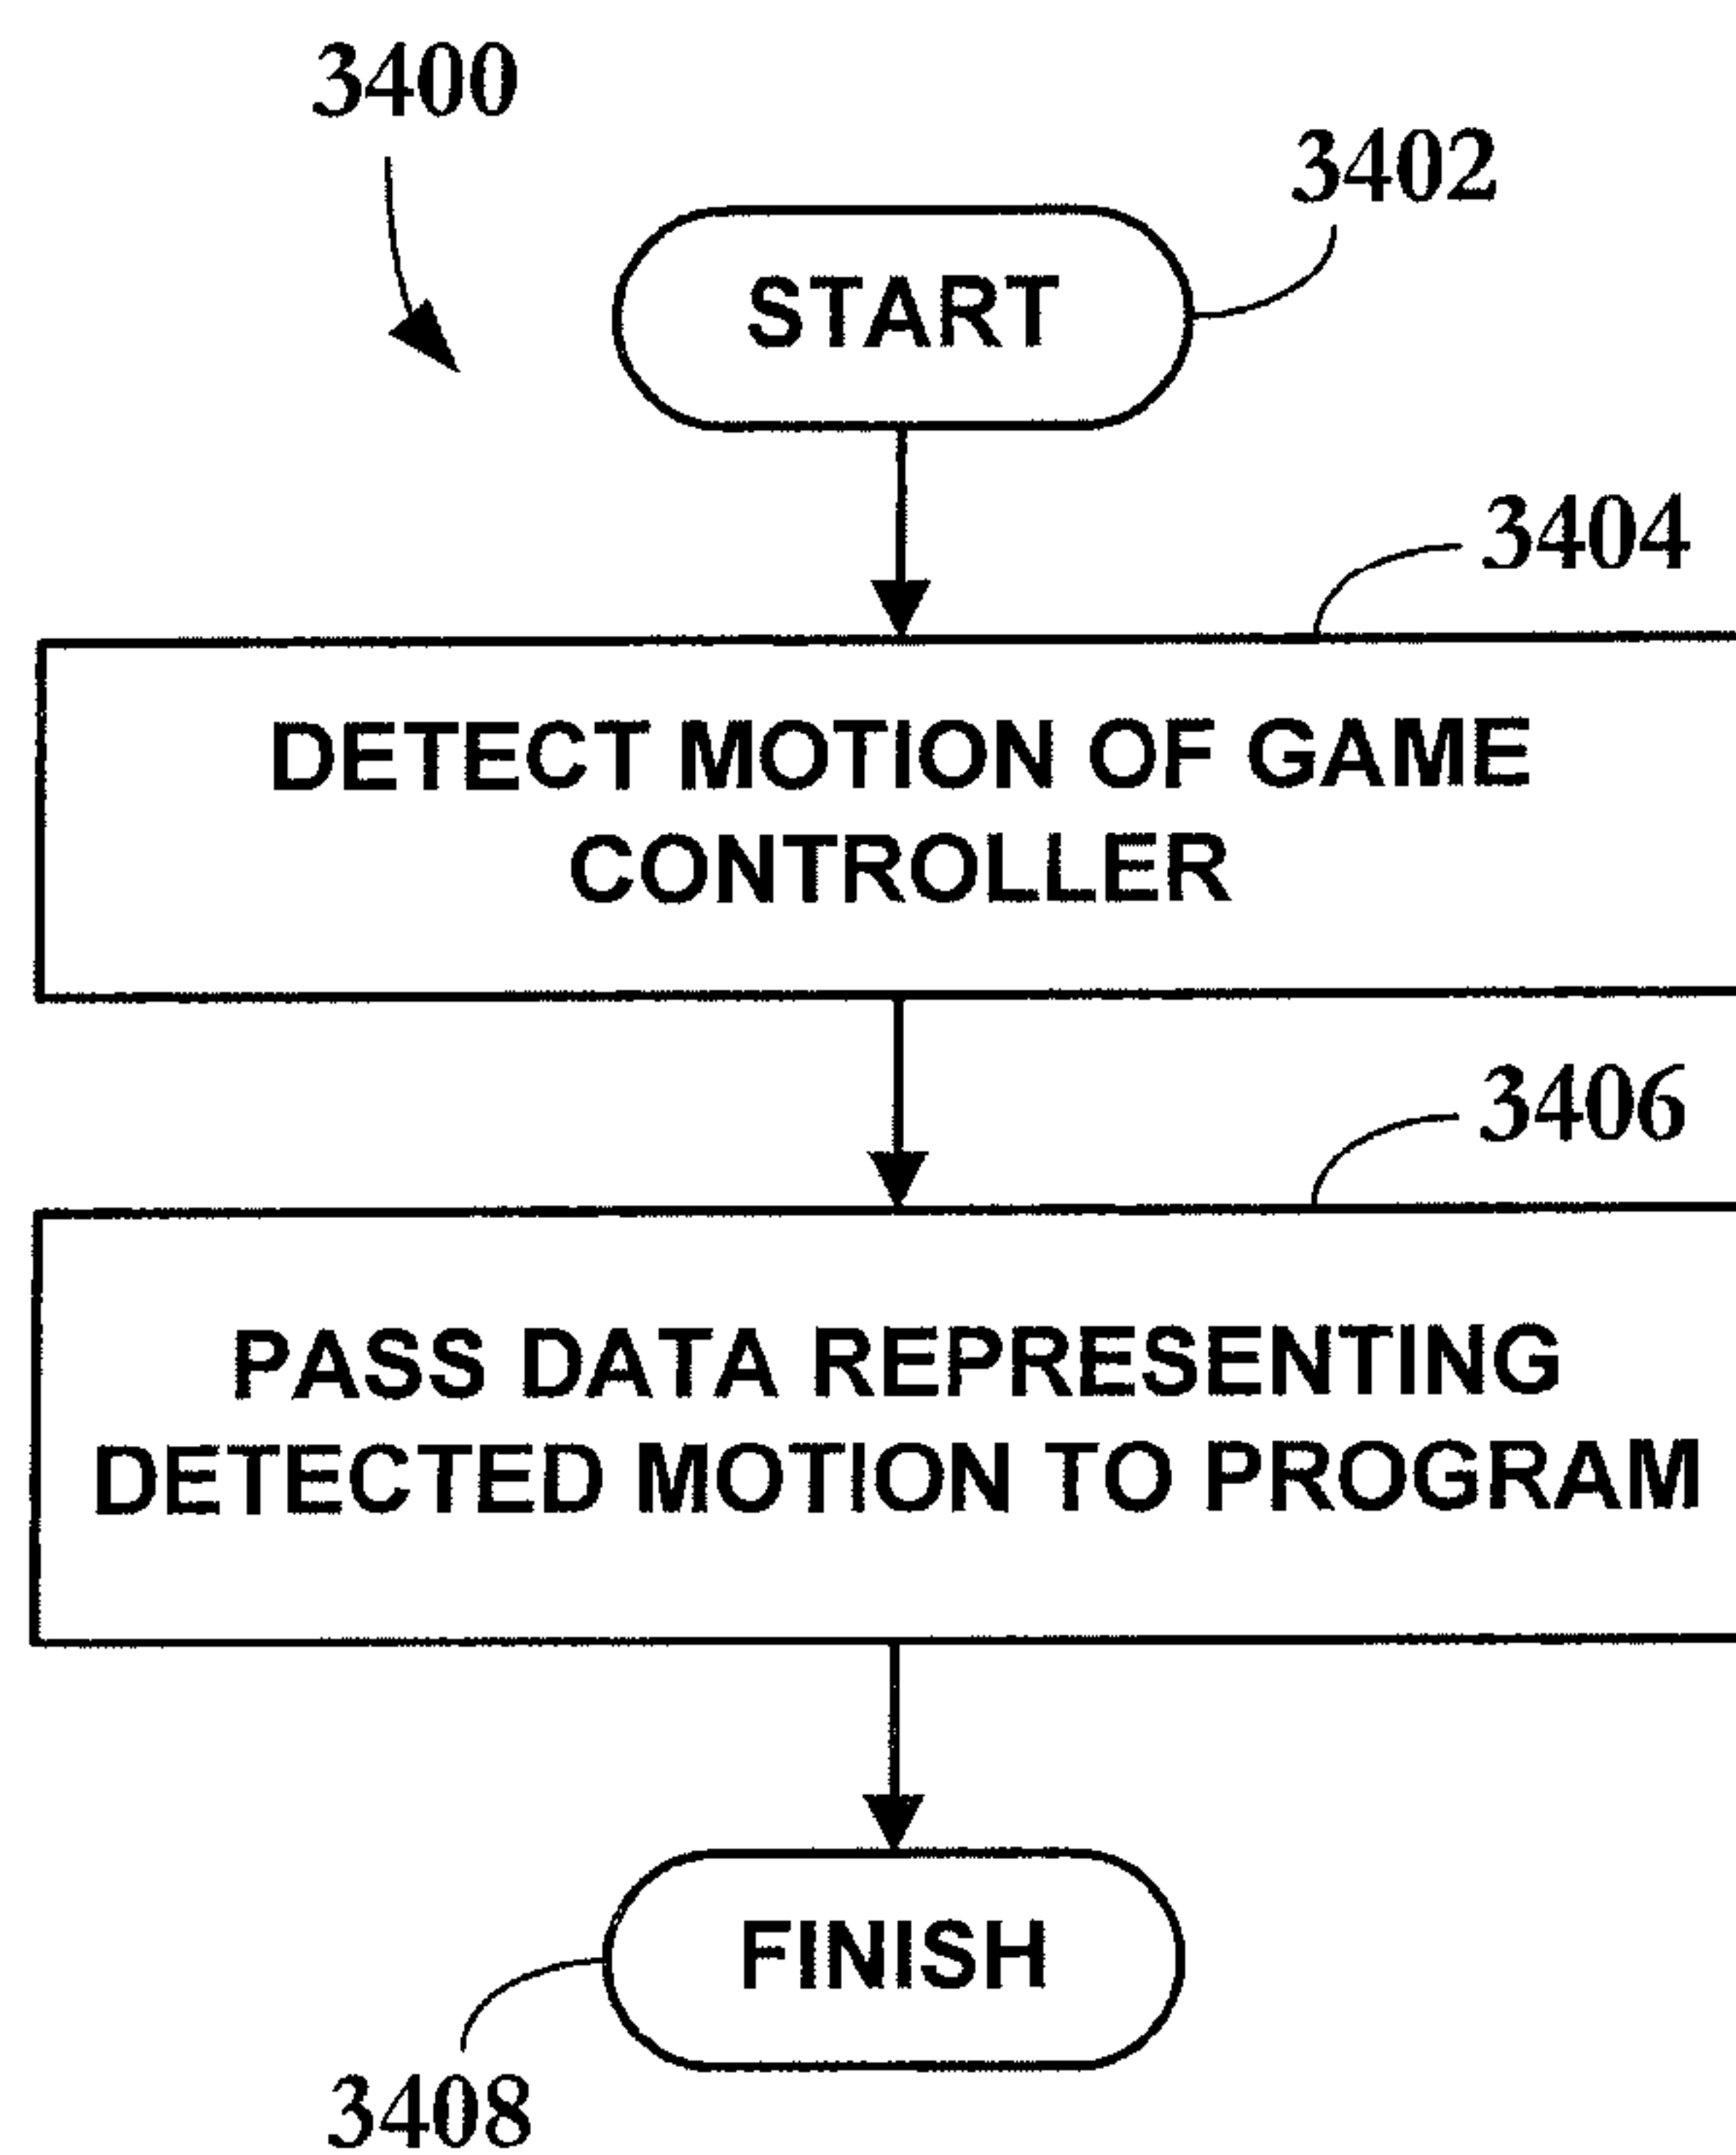 3400
3402
START
3404
DETECT MOTION OF GAME
CONTROLLER
3406
PASS DATA REPRESENTING
DETECTED MOTION TO PROGRAM
FINISH
3408